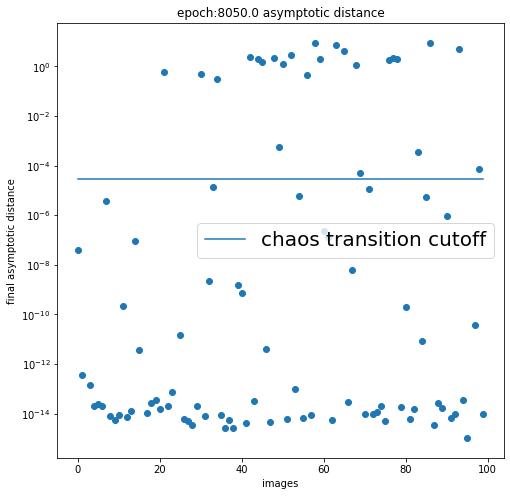 epoch:8050.0 asymptotic distance
final asymptotic distance
10^0
10^-2
10^-4
10^-6
10^-8
10^-10
10^-12
10^-14
chaos transition cutoff
0 20 40 60 80 100
images